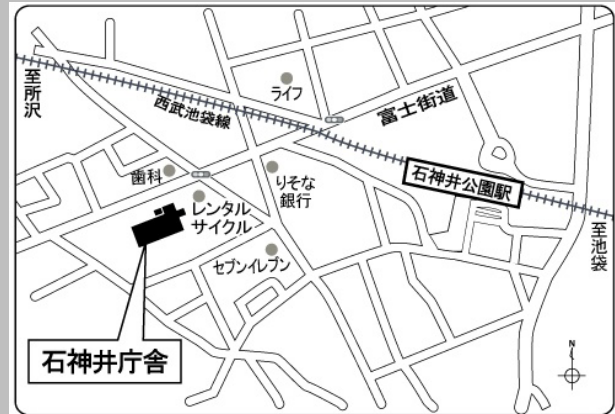 至所沢
西武池袋線
ライフ
富士街道
歯科
りそな
銀行
石神井公園駅
レンタル
サイクル
至池袋
セブンイレブン
石神井庁舎
N